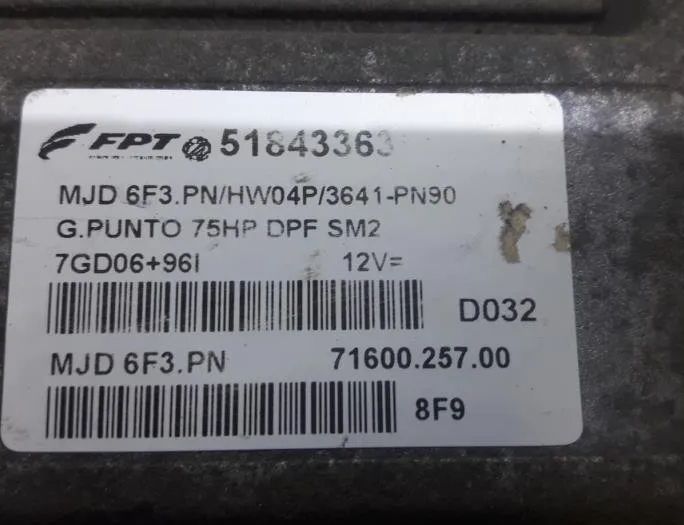 FPT 51843363
MJD 6F3.PN/HW04P/3641-PN90
G.PUNTO 75HP DPF SM2
7GD06+96I 12V=
D032
MJD 6F3.PN 71600.257.00
8F9